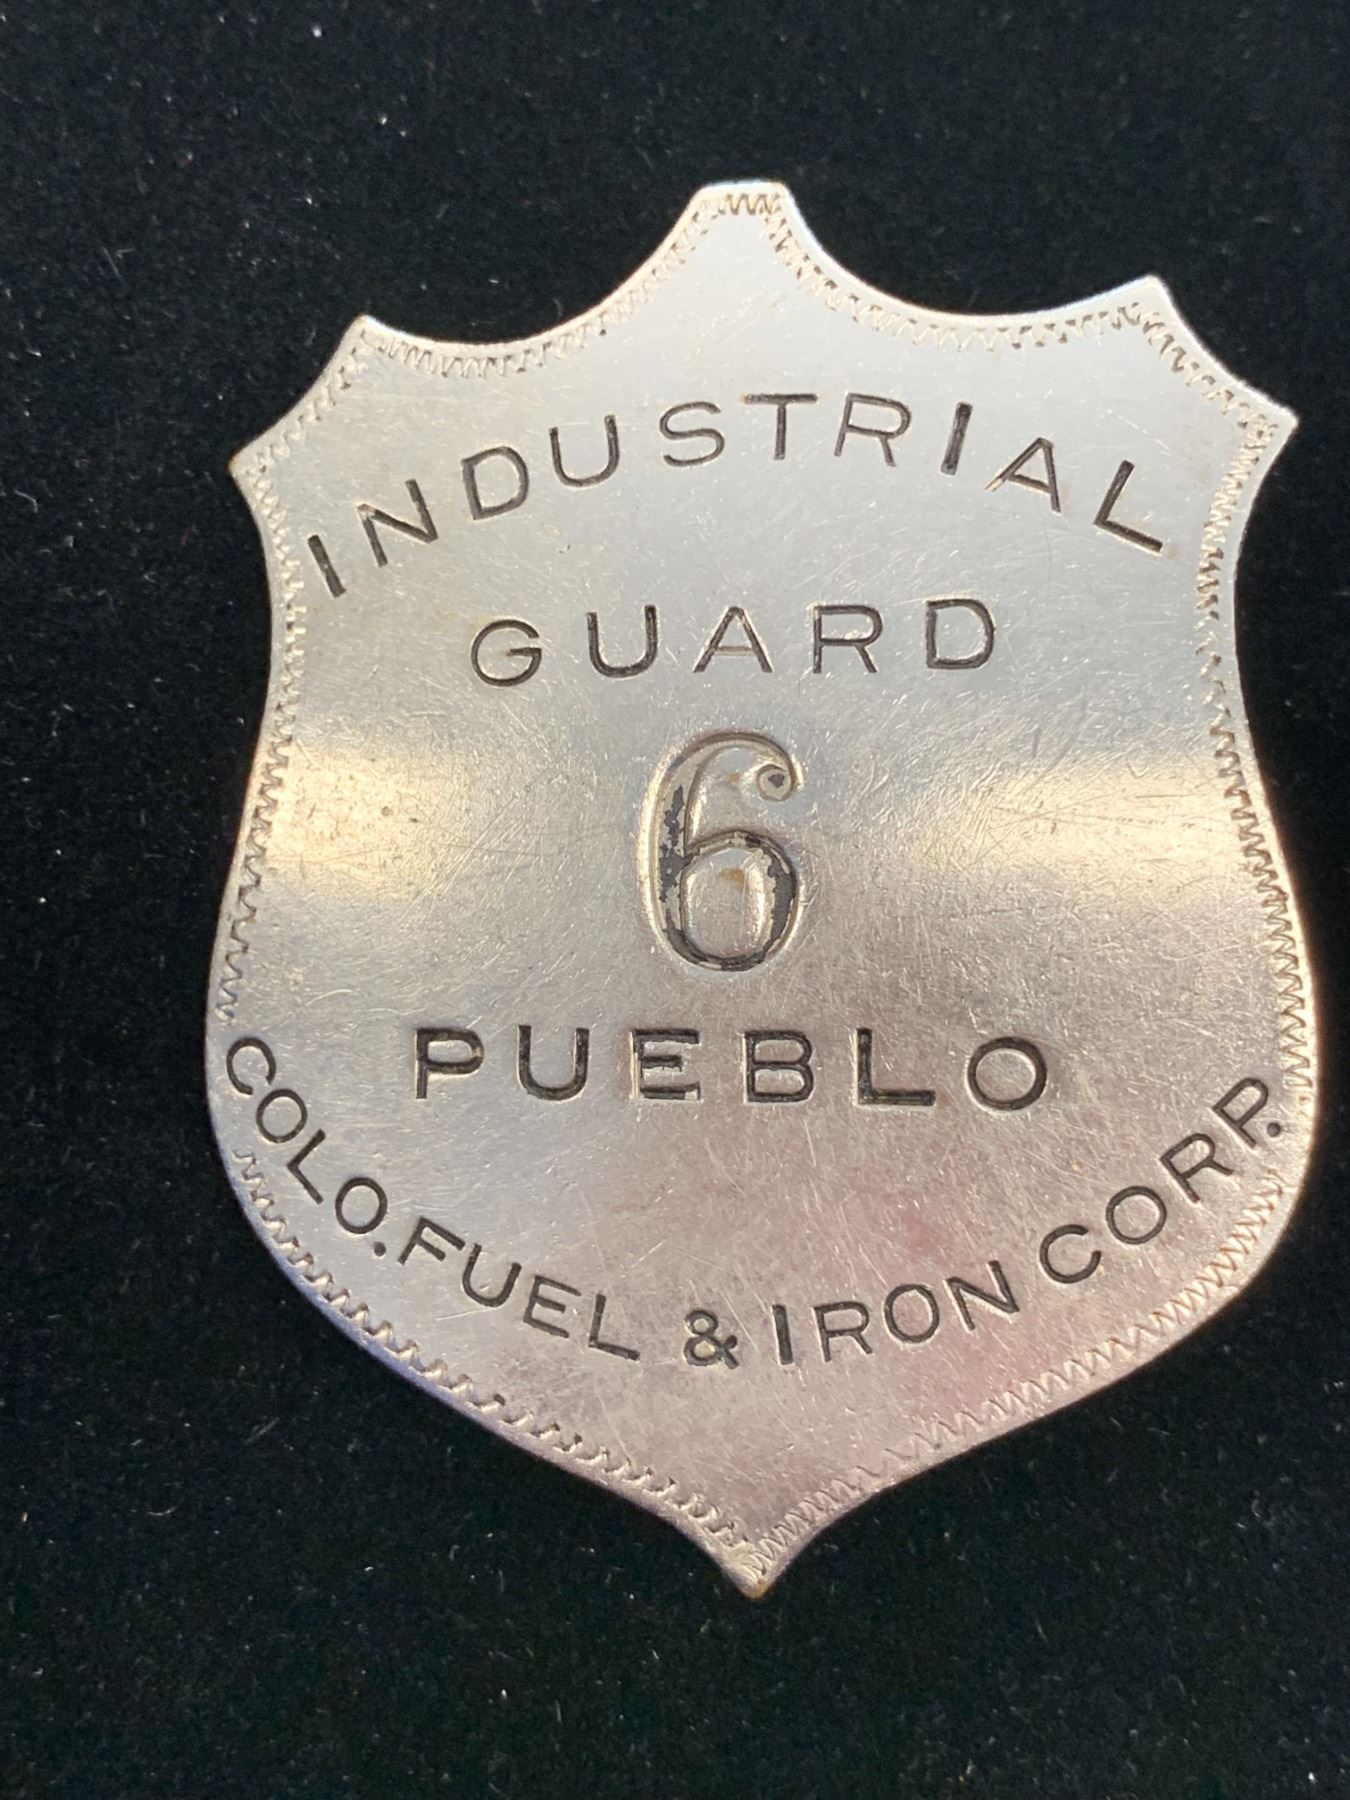 INDUSTRIAL
GUARD
6
PUEBLO
COLO. FUEL & IRON CORP.